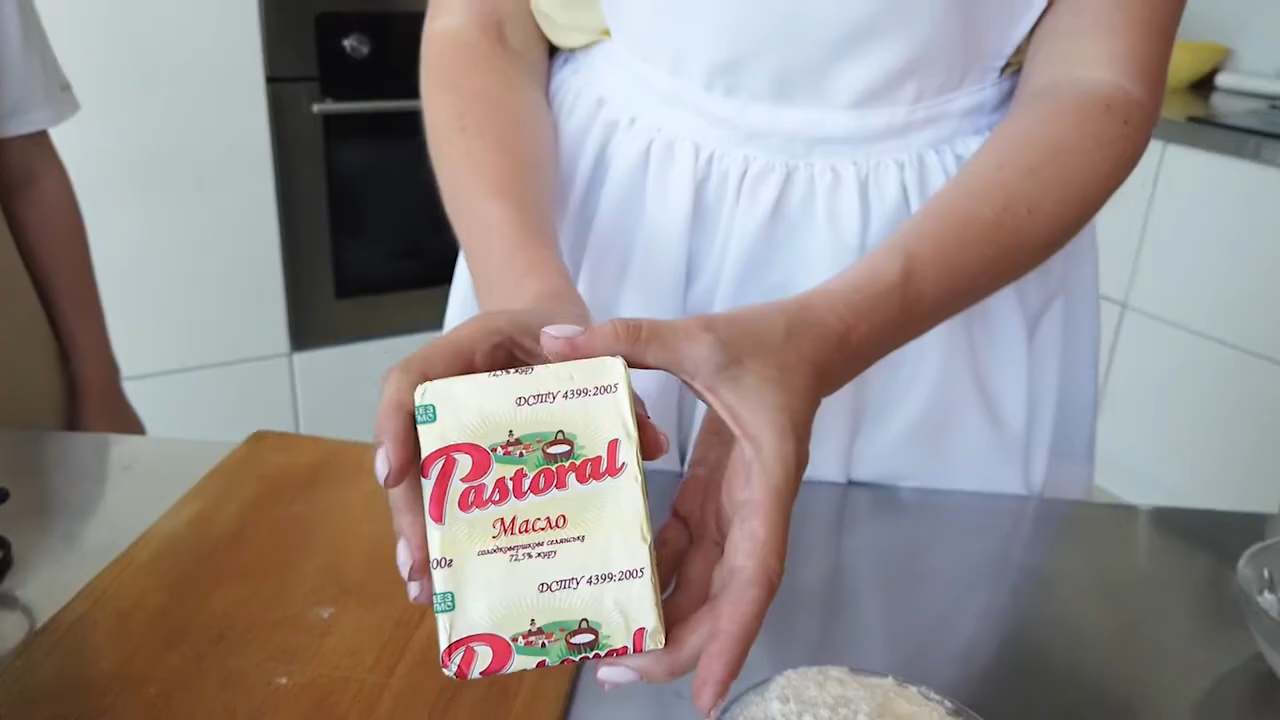 72,5% жиру
ДСТУ 4399:2005
БЕЗ
ГМО
Pastoral
Масло
солодковершкове селянське
72,5% жиру
00г
ДСТУ 4399:2005
БЕЗ
ГМО
Pastoral